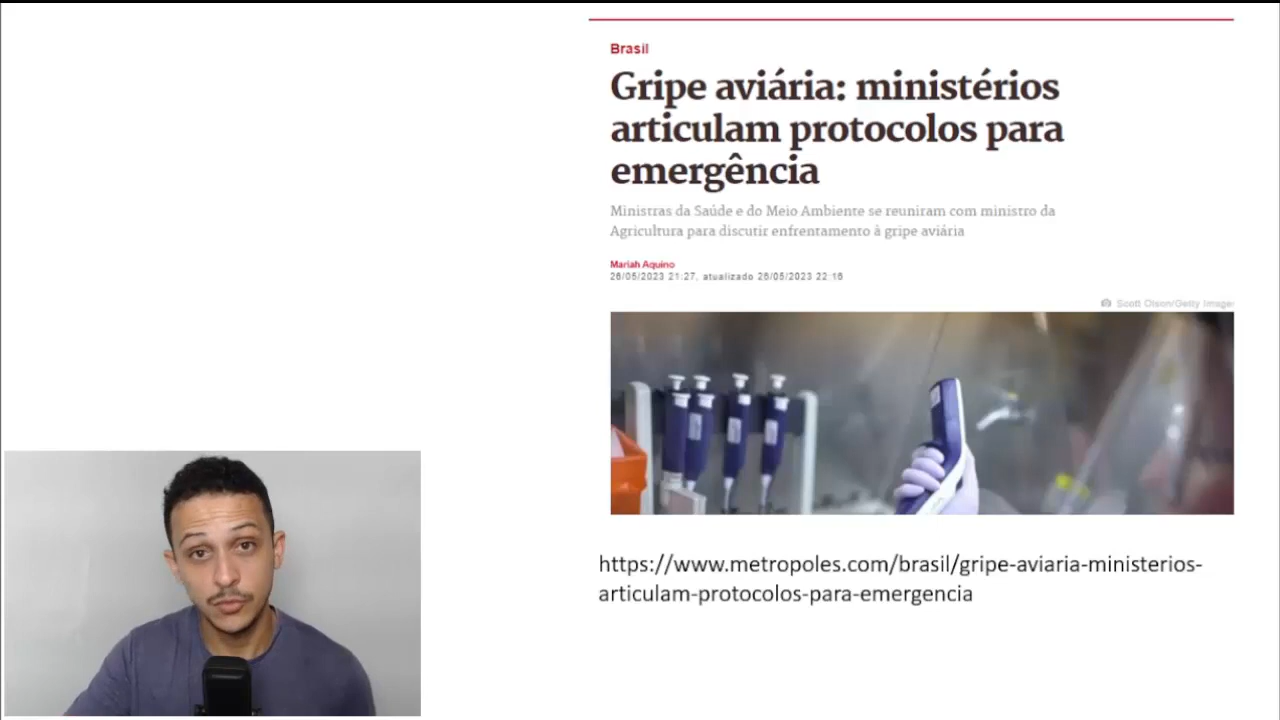 Brasil
Gripe aviária: ministérios
articulam protocolos para
emergência
Ministras da Saúde e do Meio Ambiente se reuniram com ministro da
Agricultura para discutir enfrentamento à gripe aviária
Mariah Aquino
26/05/2023 21:27, atualizado 26/05/2023 22:16
Scott Olson/Getty Image
https://www.metropoles.com/brasil/gripe-aviaria-ministerios-
articulam-protocolos-para-emergencia